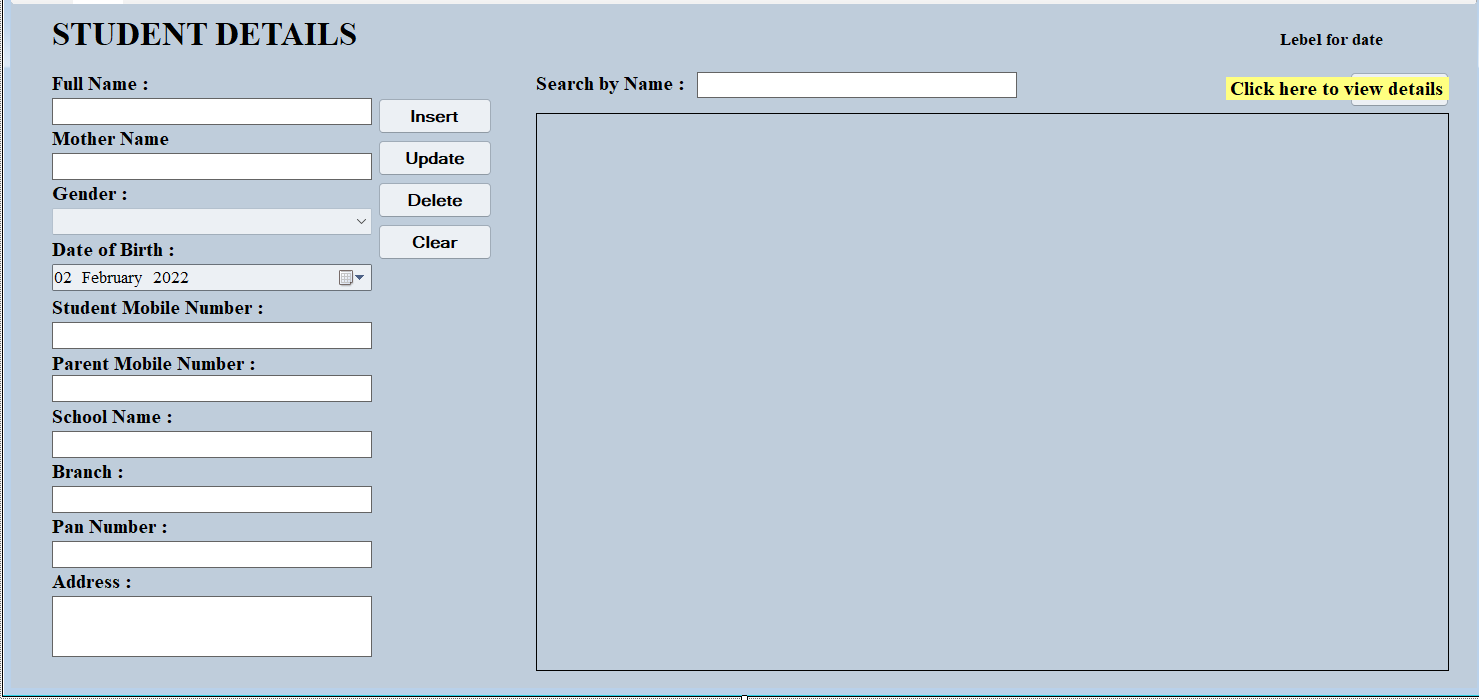 STUDENT DETAILS
Lebel for date
Full Name :
Search by Name :
Click here to view details
Insert
Mother Name
Update
Gender :
Delete
Clear
Date of Birth :
02 February 2022
Student Mobile Number :
Parent Mobile Number :
School Name :
Branch :
Pan Number :
Address :